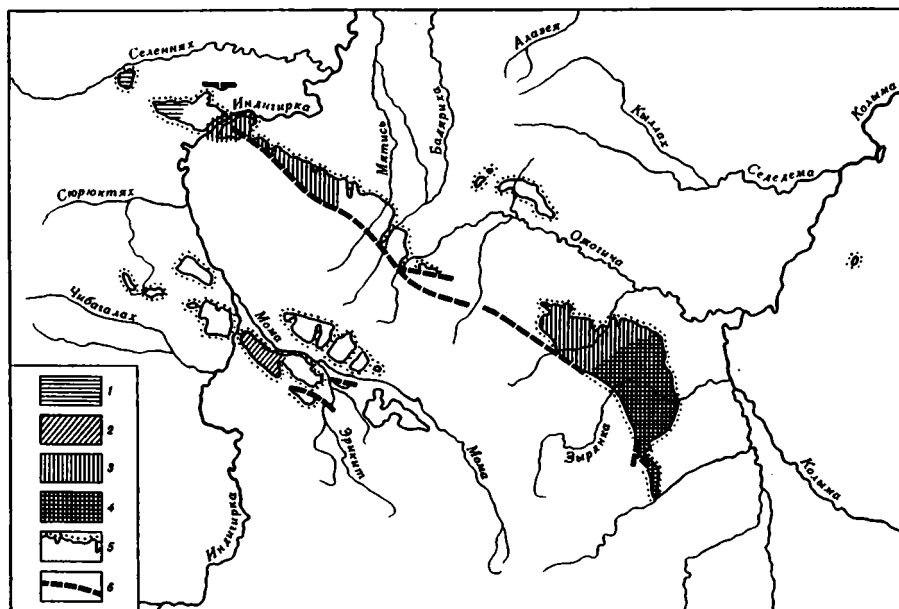 Селеннях
Алазея
Индигирка
Колыма
Кыллах
Мятись
Бадяриха
Седедема
Сюрюктях
Ожогина
Чибагалах
Мома
1
2
3
4
5
6
Эрикит
Мома
Зырянка
Колыма
Индигирка